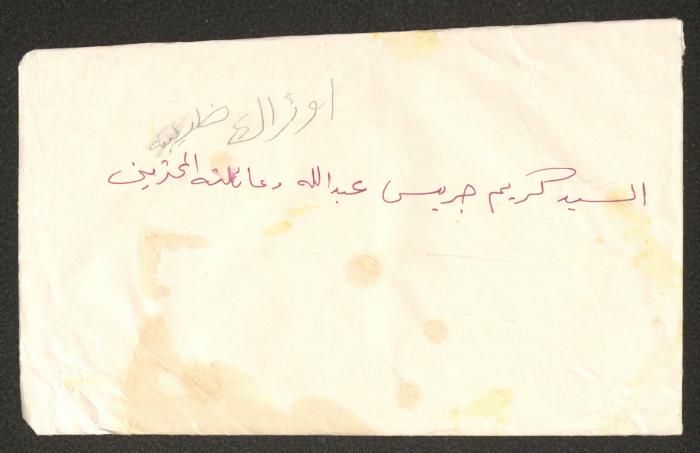 اوراق ضريبة
السيد كريم جريس عبدالله وعائلته المحترمين